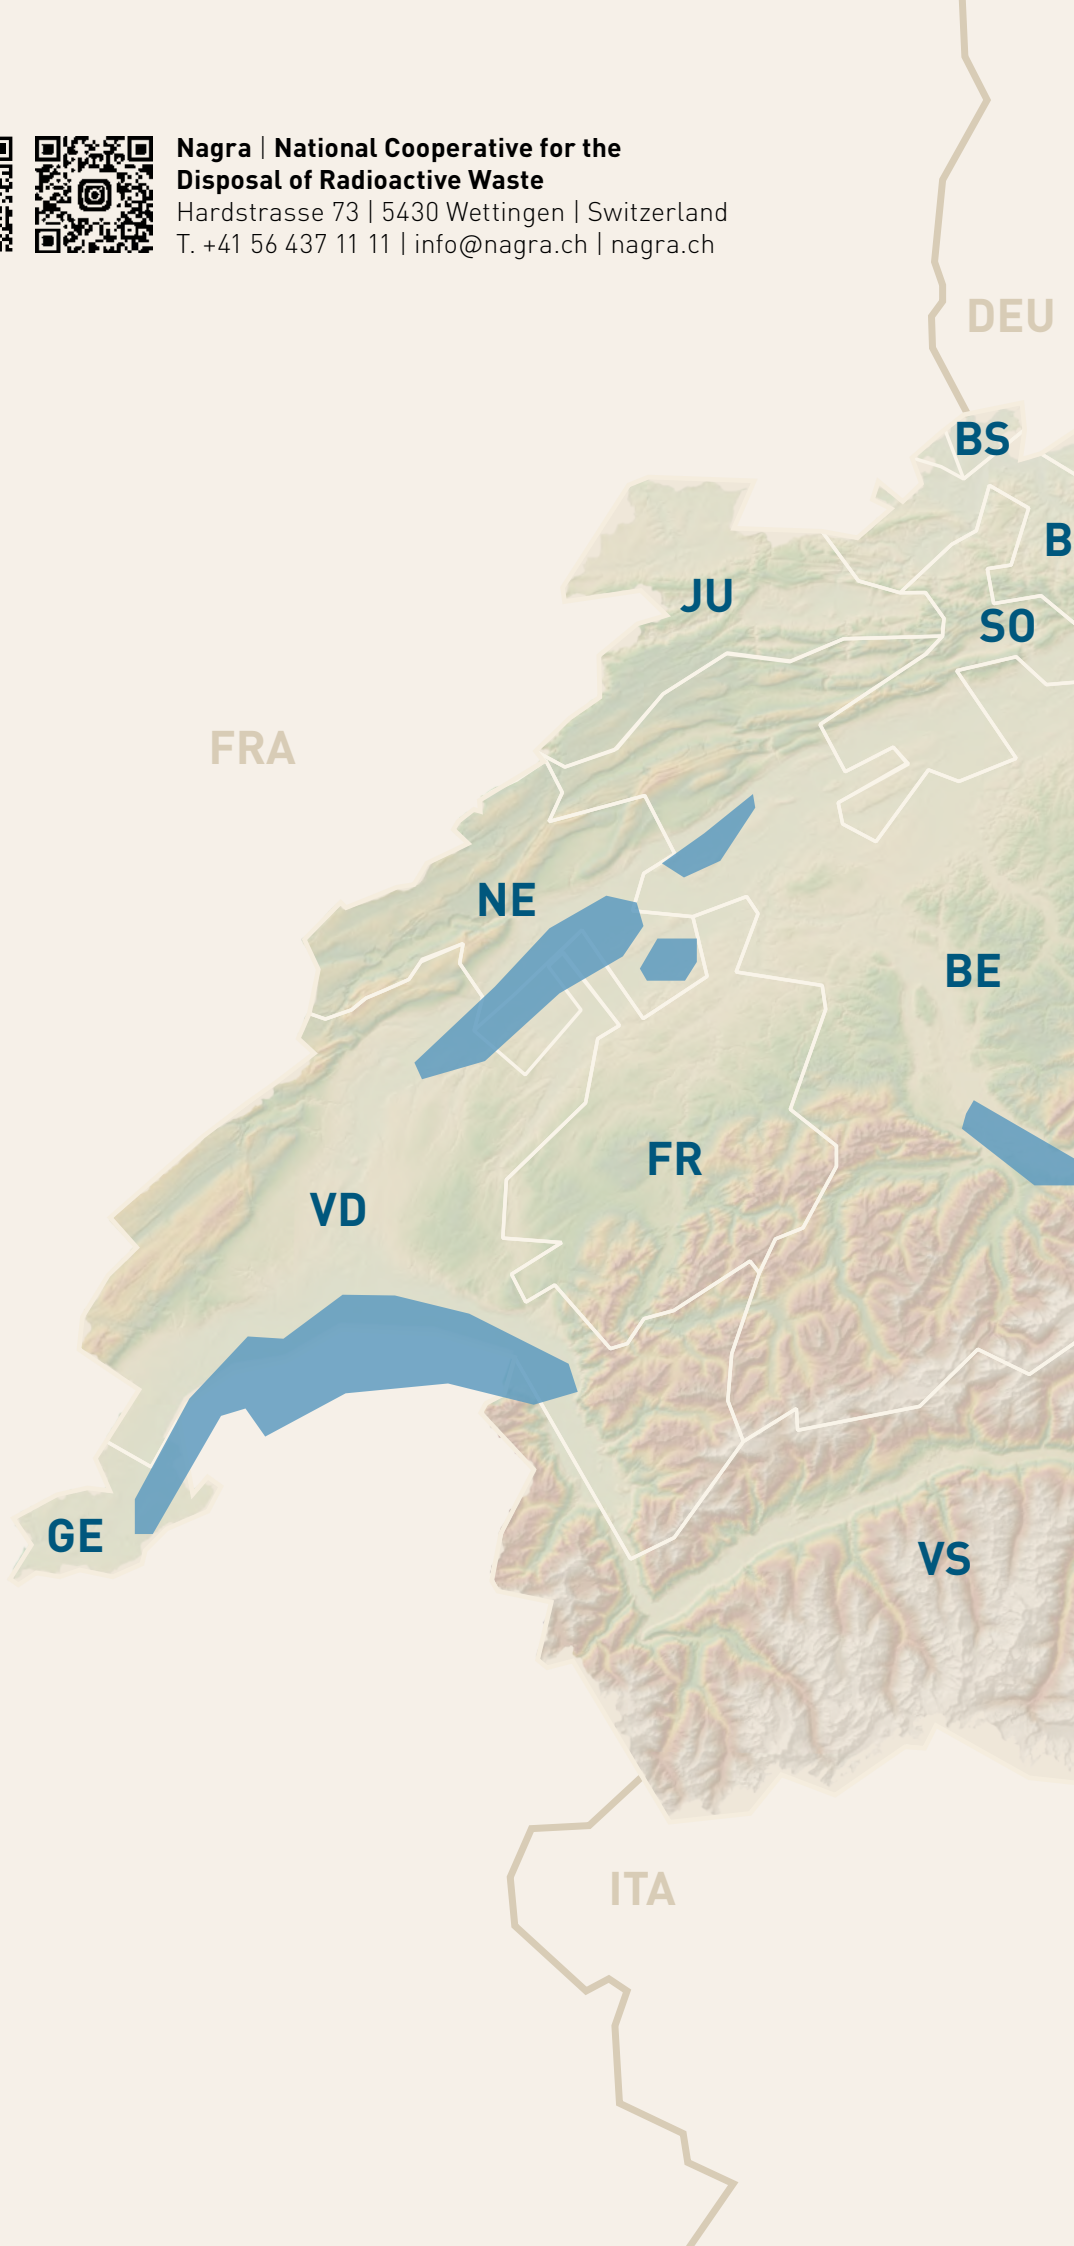 Nagra | National Cooperative for the
Disposal of Radioactive Waste
Hardstrasse 73 | 5430 Wettingen | Switzerland
T. +41 56 437 11 11 | info@nagra.ch | nagra.ch
DEU
BS
B
JU
SO
FRA
NE
BE
FR
VD
GE
VS
ITA